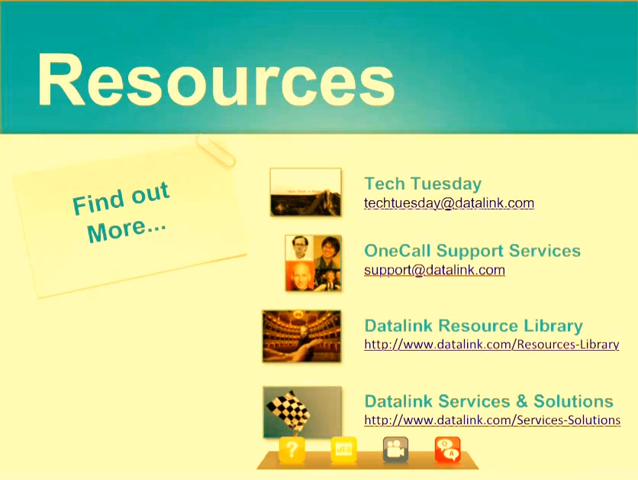 Resources
Find out
More...
Tech Tuesday
techtuesday@datalink.com
OneCall Support Services
support@datalink.com
Datalink Resource Library
http://www.datalink.com/Resources-Library
Datalink Services & Solutions
http://www.datalink.com/Services-Solutions
?
Q
A